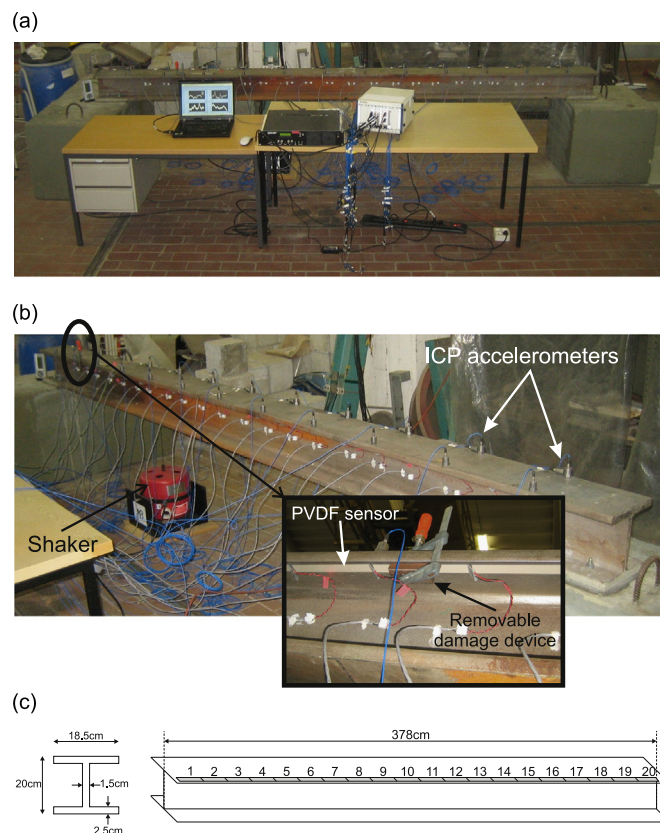 (a)
(b)
ICP accelerometers
Shaker
PVDF sensor
Removable
damage device
(c)
18.5cm
20cm
1.5cm
2.5cm
378cm
1 2 3 4 5 6 7 8 9 10 11 12 13 14 15 16 17 18 19 20